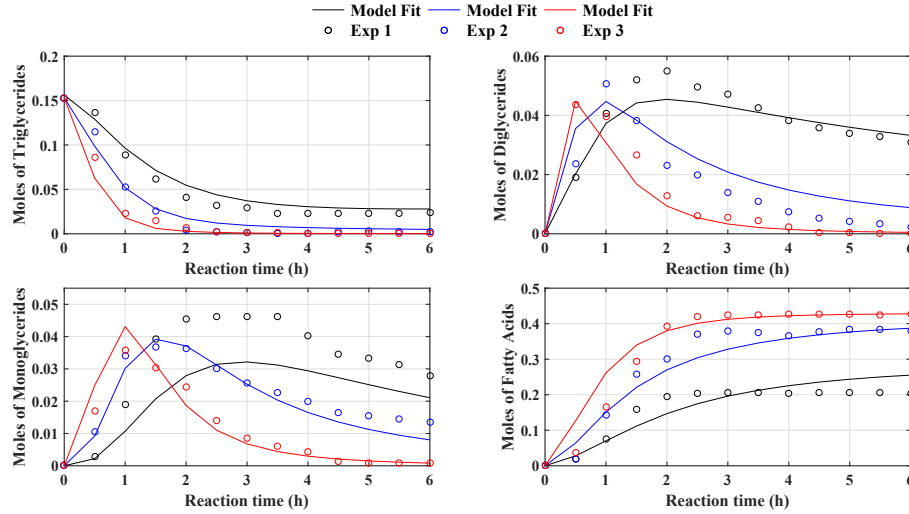 Model Fit Model Fit Model Fit
Exp 1 Exp 2 Exp 3
Moles of Triglycerides
0.2
0.15
0.1
0.05
0
0 1 2 3 4 5 6
Reaction time (h)
Moles of Diglycerides
0.06
0.04
0.02
0
0 1 2 3 4 5 6
Reaction time (h)
Moles of Monoglycerides
0.05
0.04
0.03
0.02
0.01
0
0 1 2 3 4 5 6
Reaction time (h)
Moles of Fatty Acids
0.5
0.4
0.3
0.2
0.1
0
0 1 2 3 4 5 6
Reaction time (h)